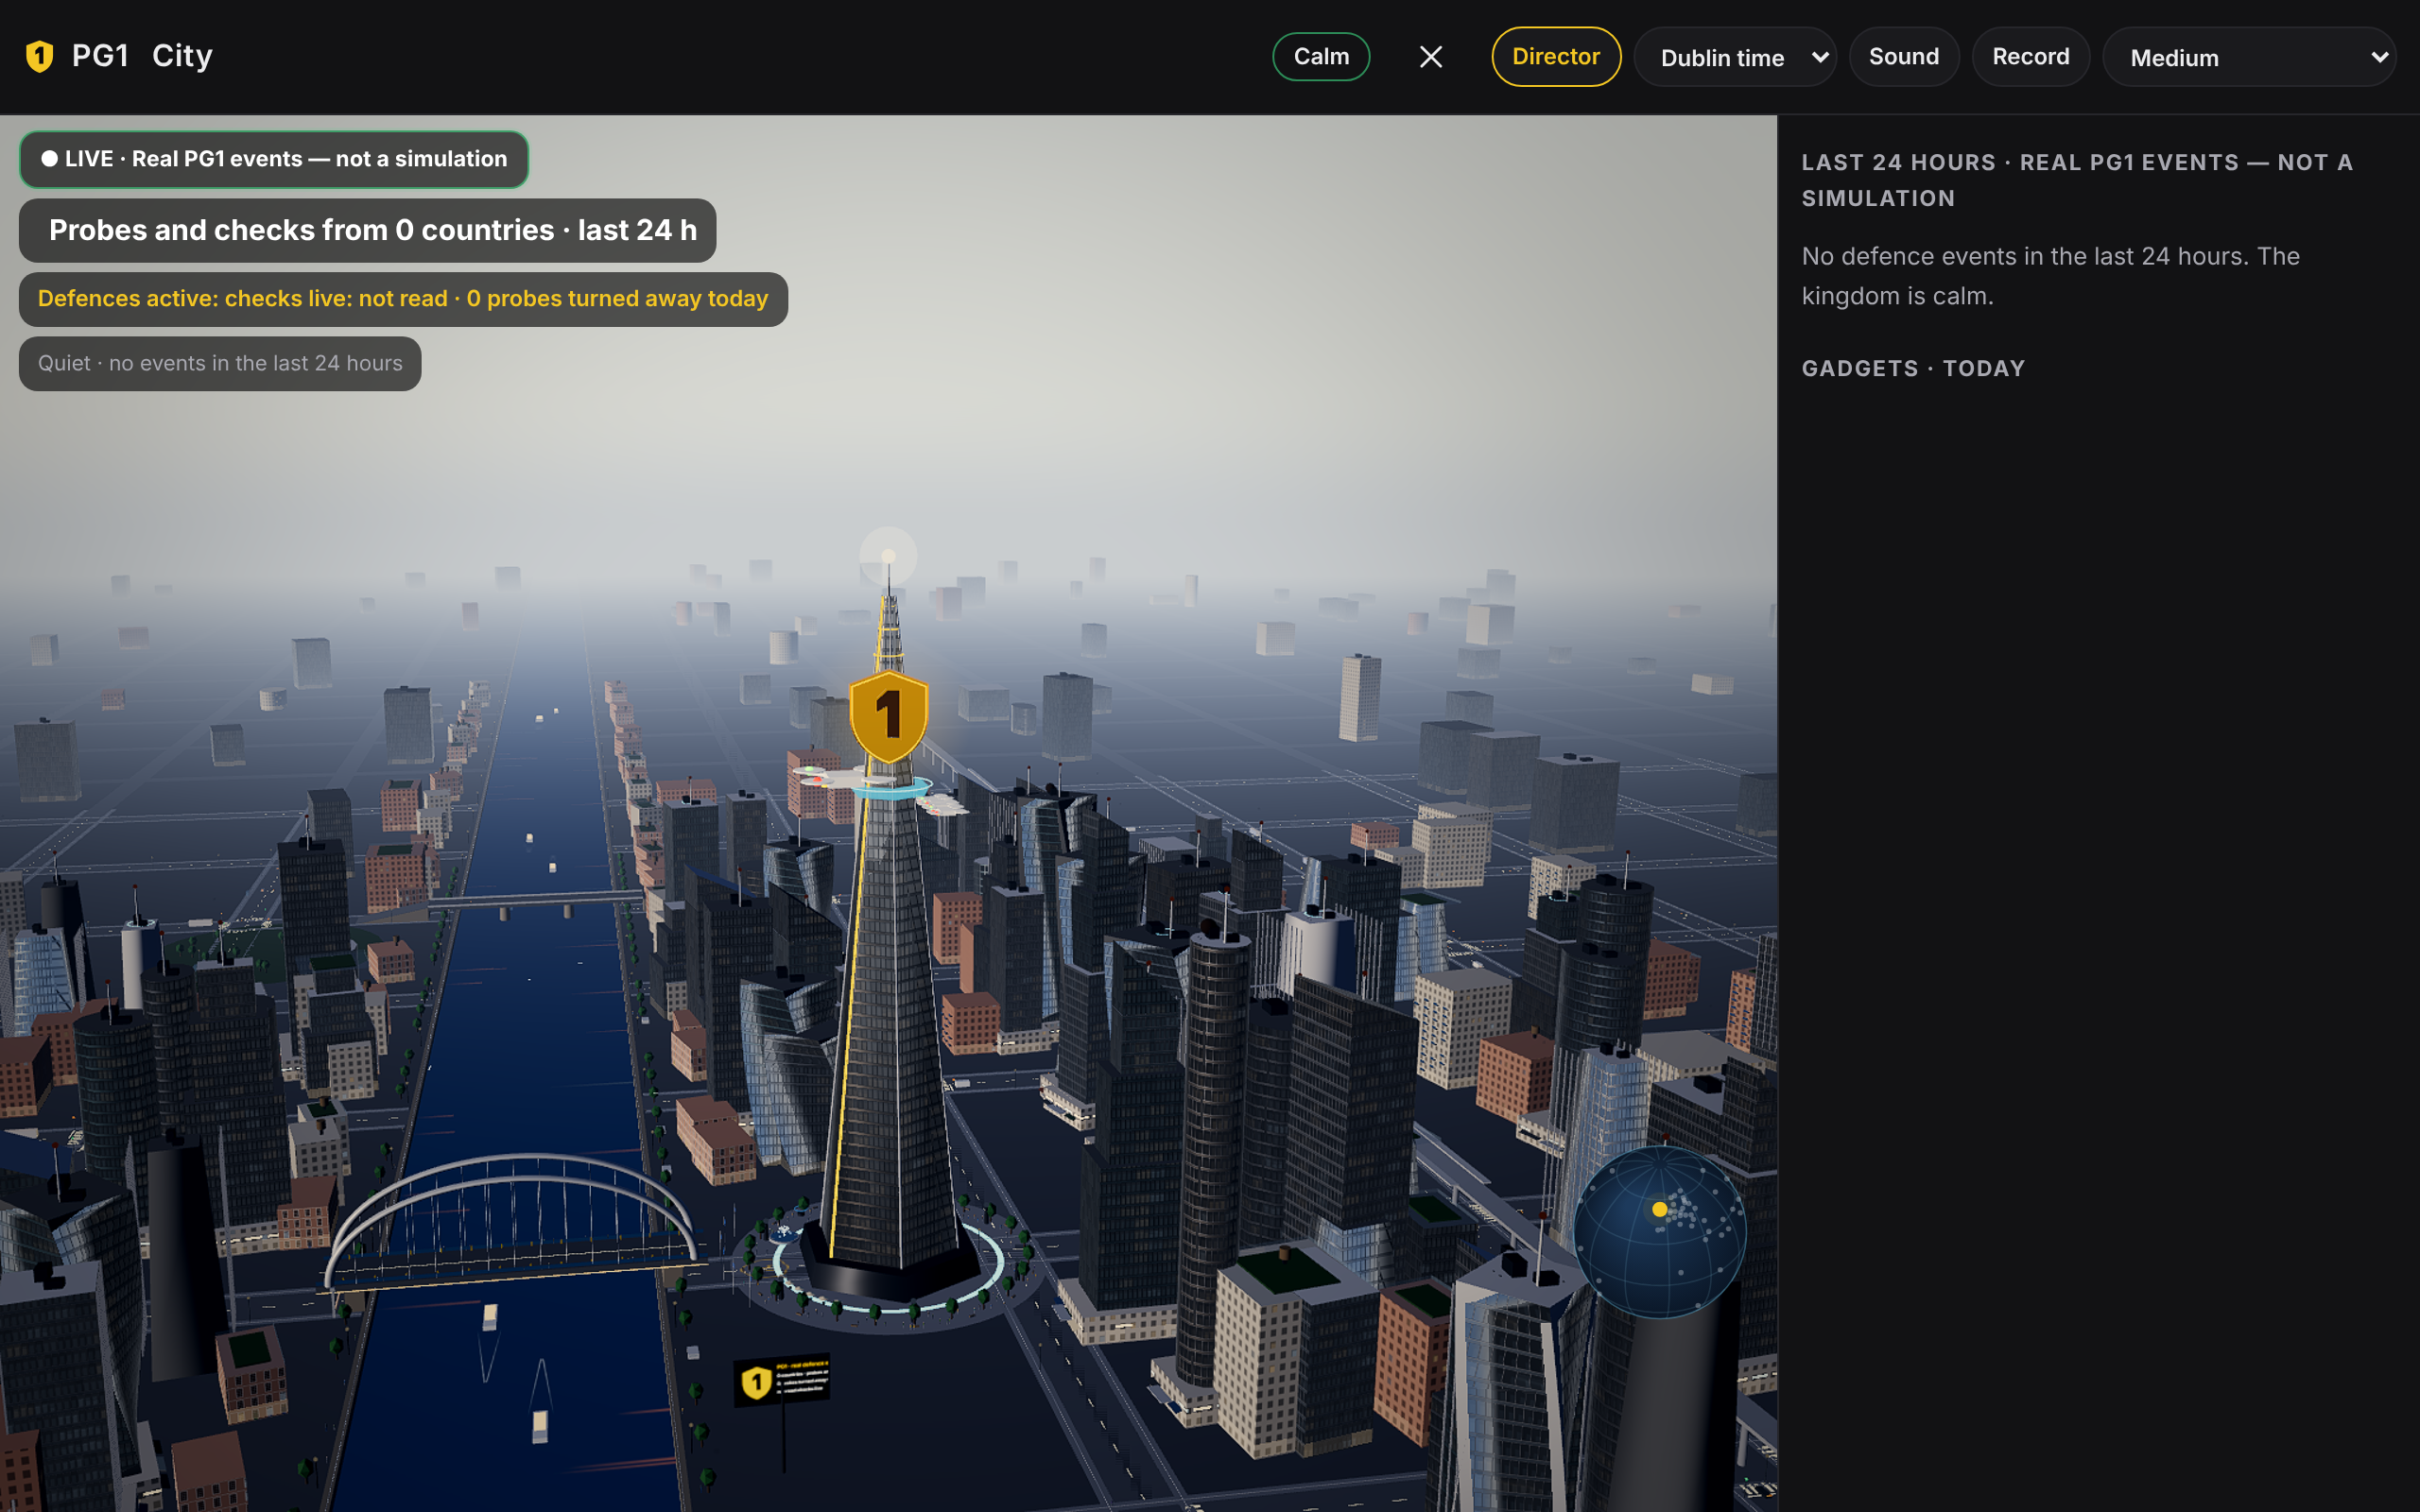 1 PG1 City
Calm
Director
Dublin time
Sound
Record
Medium
LIVE · Real PG1 events — not a simulation
Probes and checks from 0 countries · last 24 h
Defences active: checks live: not read · 0 probes turned away today
Quiet · no events in the last 24 hours
LAST 24 HOURS · REAL PG1 EVENTS — NOT A
SIMULATION
No defence events in the last 24 hours. The
kingdom is calm.
GADGETS · TODAY
1
1